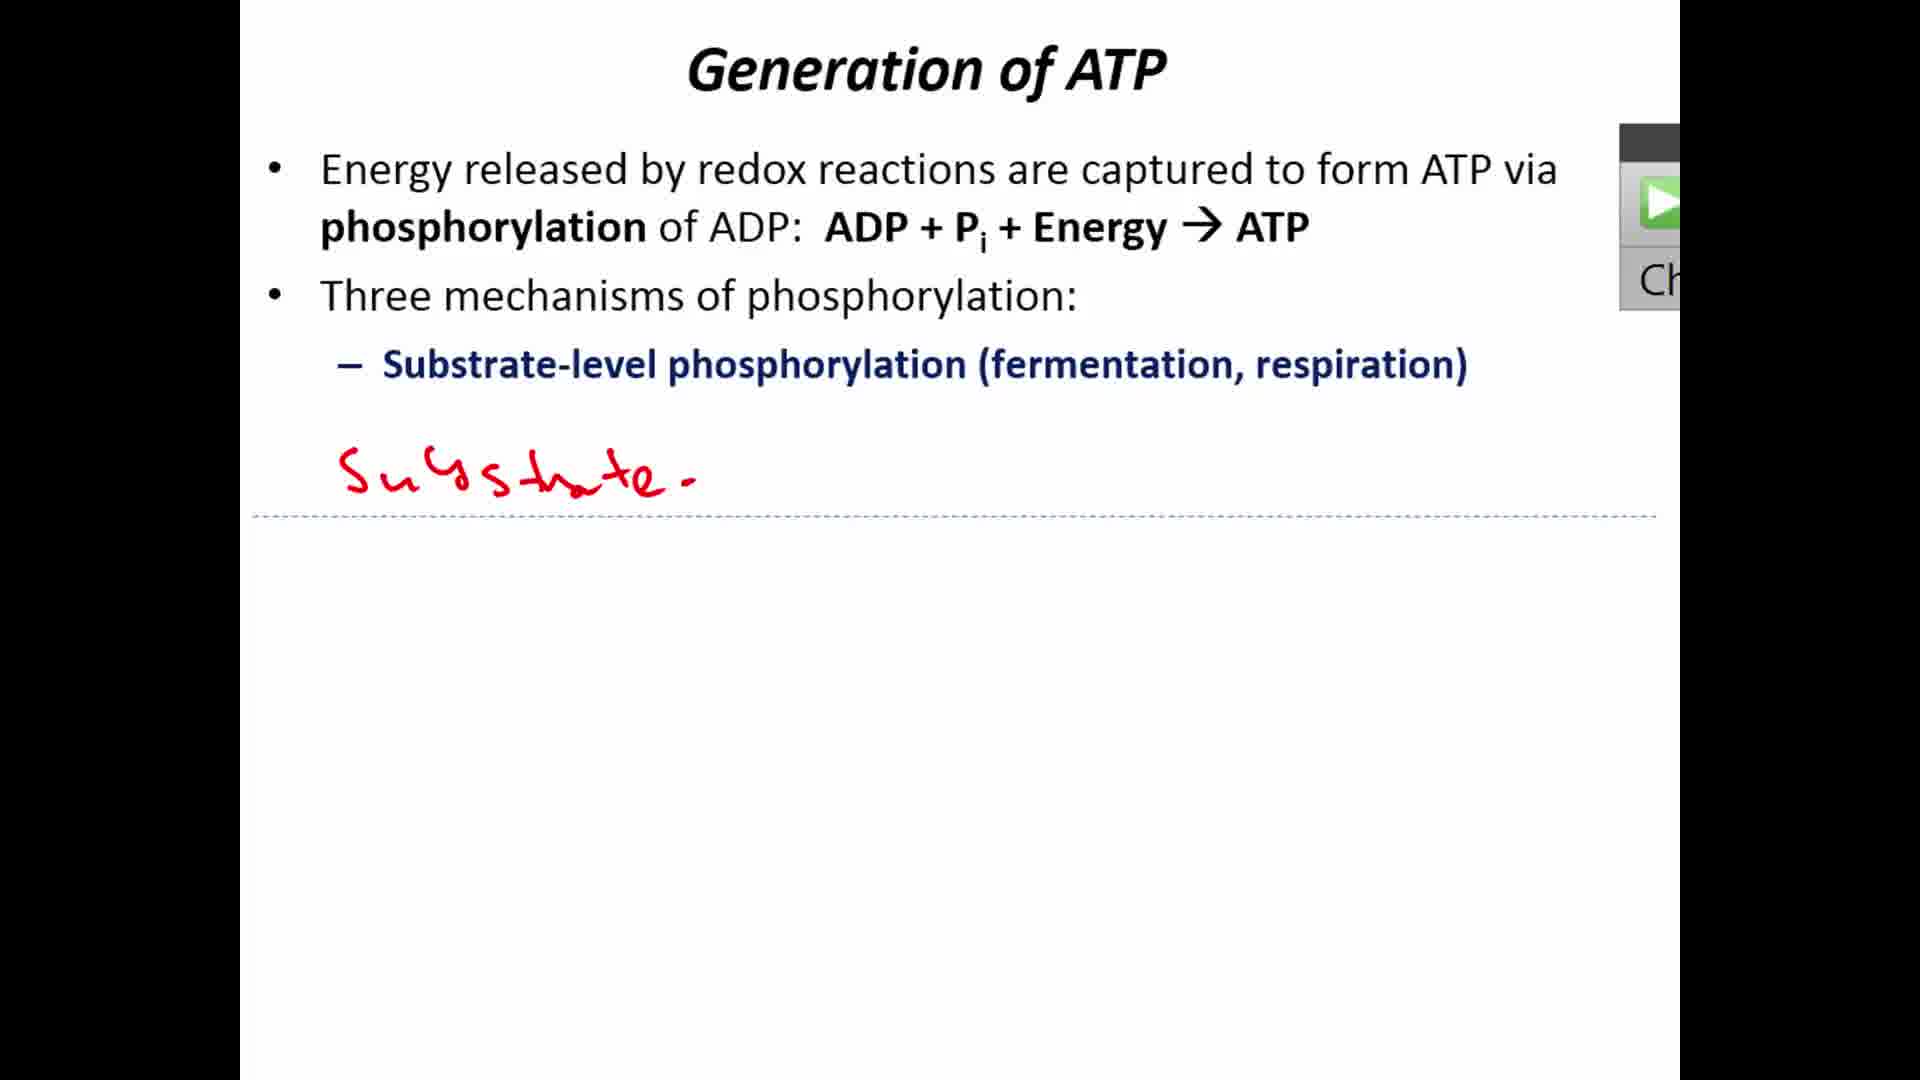 Generation of ATP
• Energy released by redox reactions are captured to form ATP via
phosphorylation of ADP: ADP + Pi + Energy → ATP
• Three mechanisms of phosphorylation:
– Substrate-level phosphorylation (fermentation, respiration)
Substrate.
Ch